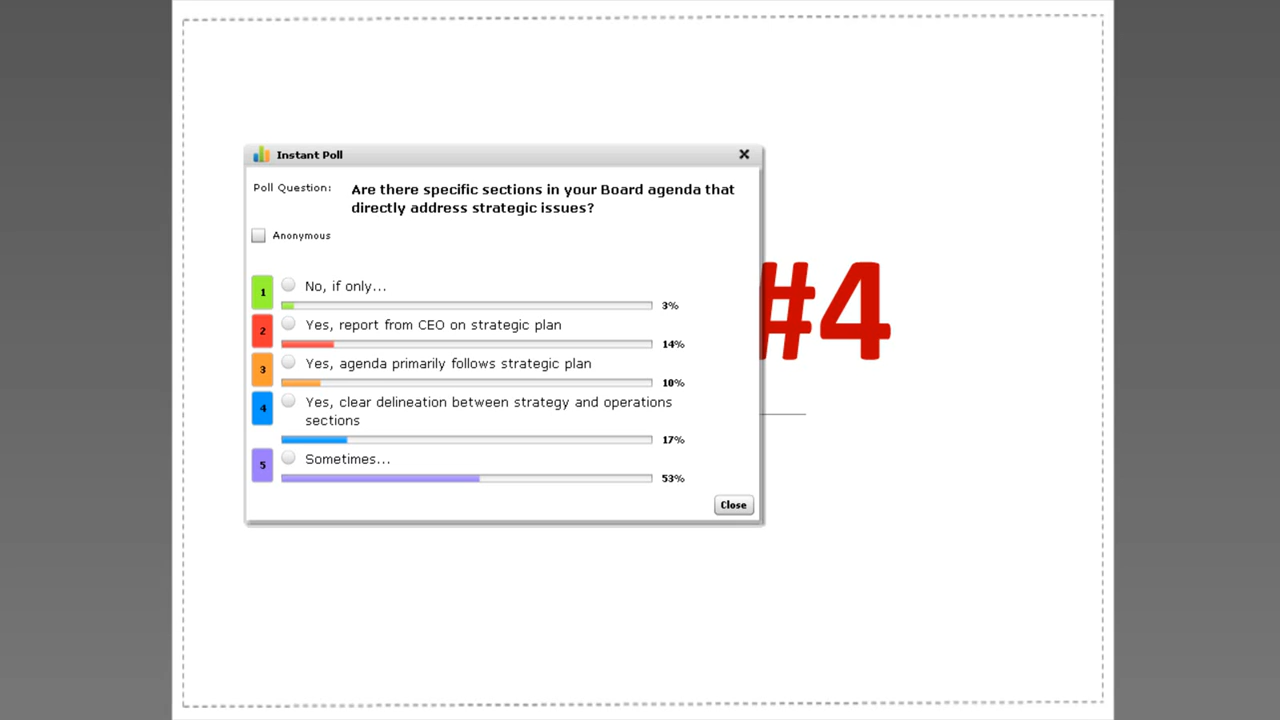 Instant Poll
Poll Question:
Are there specific sections in your Board agenda that
directly address strategic issues?
Anonymous
1
No, if only...
3%
2
Yes, report from CEO on strategic plan
14%
3
Yes, agenda primarily follows strategic plan
10%
4
Yes, clear delineation between strategy and operations
sections
17%
5
Sometimes...
53%
Close
#4